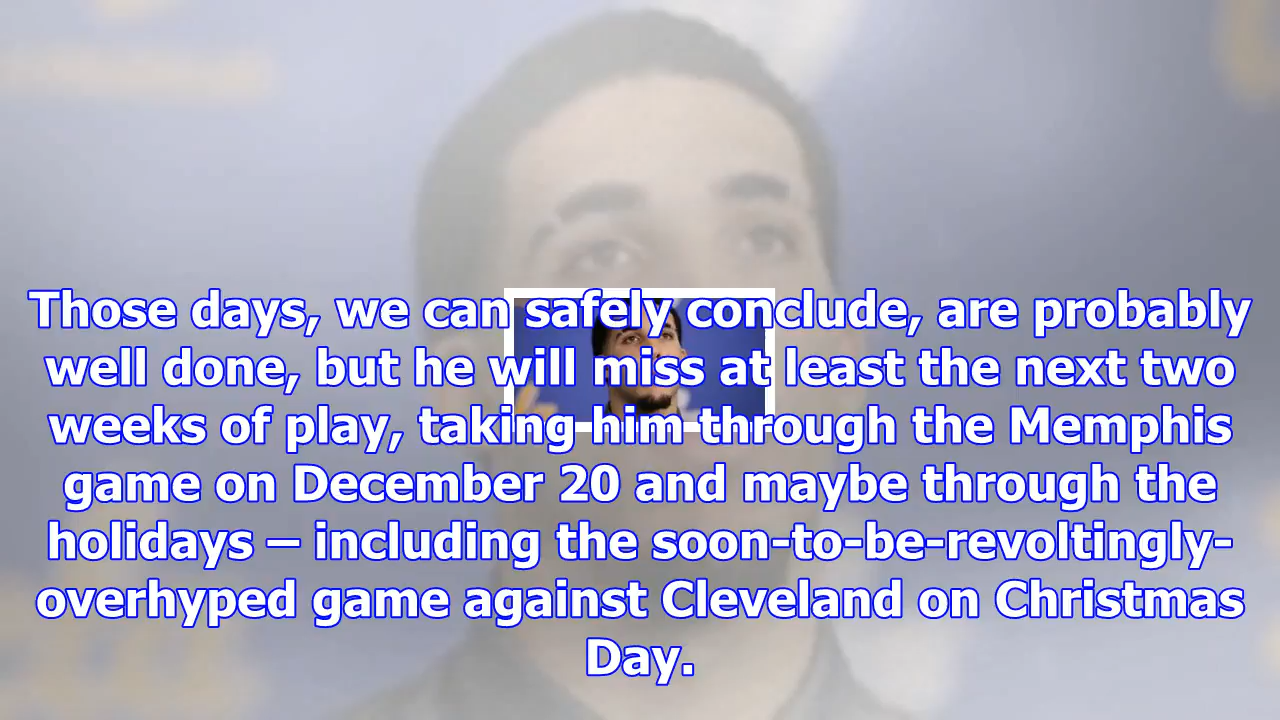 Those days, we can safely conclude, are probably
well done, but he will miss at least the next two
weeks of play, taking him through the Memphis
game on December 20 and maybe through the
holidays – including the soon-to-be-revoltingly-
overhyped game against Cleveland on Christmas
Day.